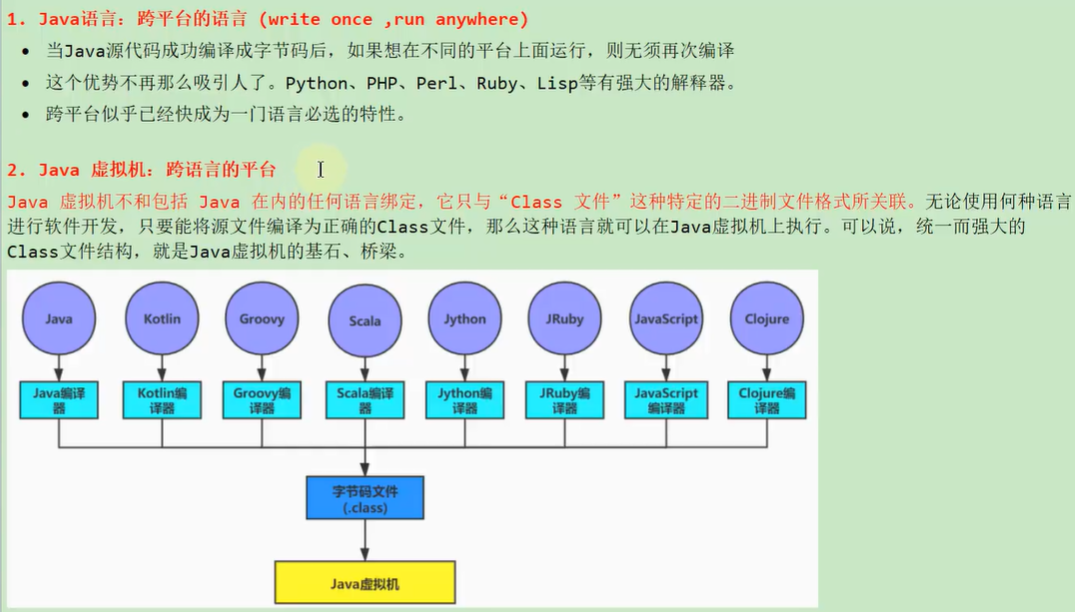 1. Java语言: 跨平台的语言 (write once ,run anywhere)
• 当Java源代码成功编译成字节码后，如果想在不同的平台上面运行，则无须再次编译
• 这个优势不再那么吸引人了。Python、PHP、Perl、Ruby、Lisp等有强大的解释器。
• 跨平台似乎已经快成为一门语言必选的特性。
2. Java 虚拟机: 跨语言的平台
Java 虚拟机不和包括 Java 在内的任何语言绑定，它只与“Class 文件”这种特定的二进制文件格式所关联。无论使用何种语言
进行软件开发，只要能将源文件编译为正确的Class文件，那么这种语言就可以在Java虚拟机上执行。可以说，统一而强大的
Class文件结构，就是Java虚拟机的基石、桥梁。
Java
Kotlin
Groovy
Scala
Jython
JRuby
JavaScript
Clojure
Java编译
器
Kotlin编
译器
Groovy编
译器
Scala编译
器
Jython编
译器
JRuby编
译器
JavaScript
编译器
Clojure编
译器
字节码文件
(.class)
Java虚拟机